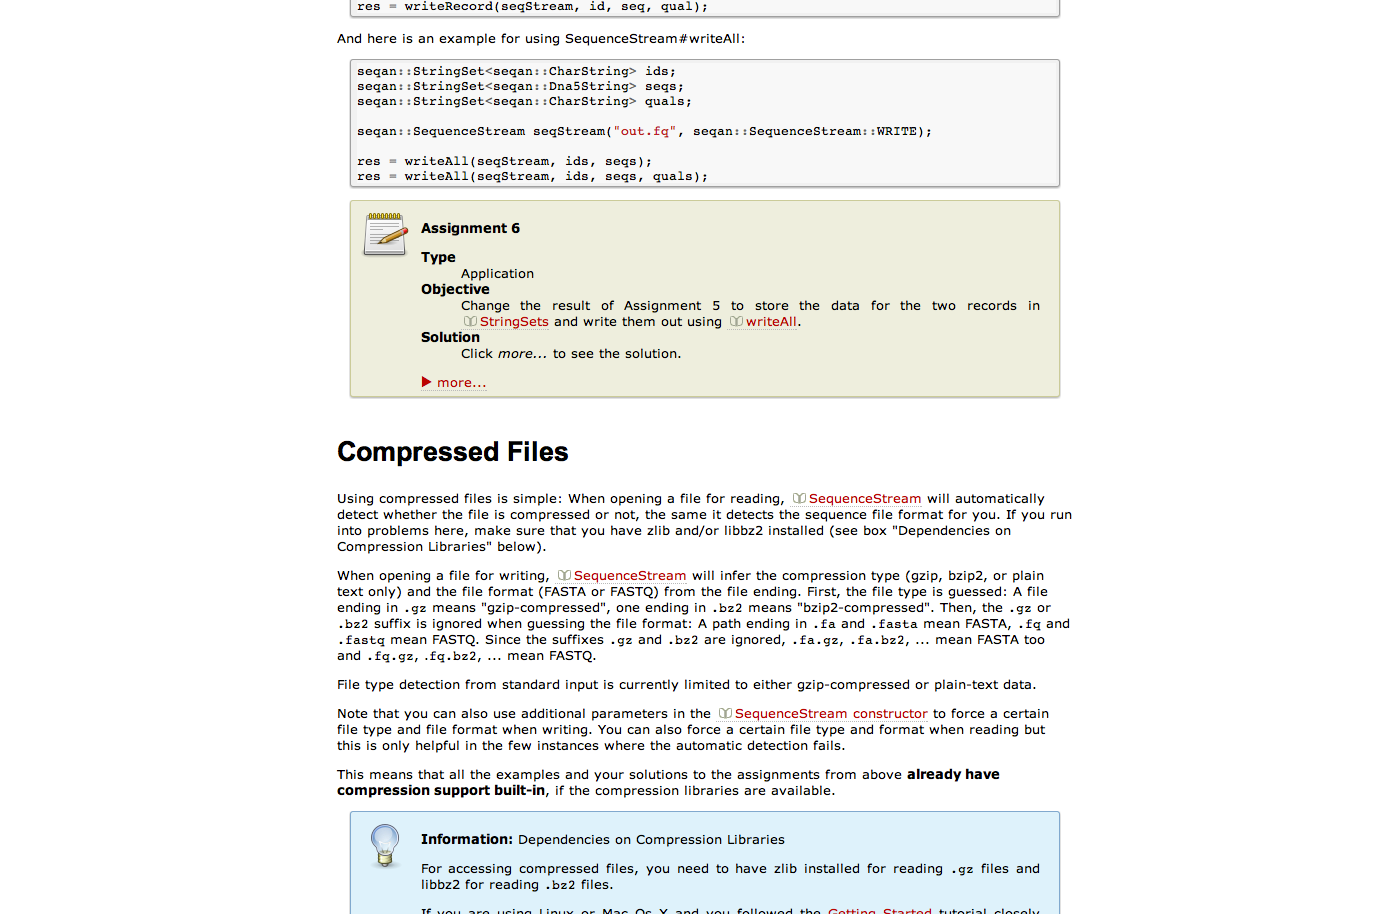 res = writeRecord(seqStream, id, seq, qual);
And here is an example for using SequenceStream#writeAll:
seqan::StringSet<seqan::CharString> ids;
seqan::StringSet<seqan::Dna5String> seqs;
seqan::StringSet<seqan::CharString> quals;
seqan::SequenceStream seqStream("out.fq", seqan::SequenceStream::WRITE);
res = writeAll(seqStream, ids, seqs);
res = writeAll(seqStream, ids, seqs, quals);
Assignment 6
Type
Application
Objective
Change the result of Assignment 5 to store the data for the two records in
StringSets and write them out using writeAll.
Solution
Click more... to see the solution.
more...
Compressed Files
Using compressed files is simple: When opening a file for reading, SequenceStream will automatically
detect whether the file is compressed or not, the same it detects the sequence file format for you. If you run
into problems here, make sure that you have zlib and/or libbz2 installed (see box "Dependencies on
Compression Libraries" below).
When opening a file for writing, SequenceStream will infer the compression type (gzip, bzip2, or plain
text only) and the file format (FASTA or FASTQ) from the file ending. First, the file type is guessed: A file
ending in .gz means "gzip-compressed", one ending in .bz2 means "bzip2-compressed". Then, the .gz or
.bz2 suffix is ignored when guessing the file format: A path ending in .fa and .fasta mean FASTA, .fq and
.fastq mean FASTQ. Since the suffixes .gz and .bz2 are ignored, .fa.gz, .fa.bz2, ... mean FASTA too
and .fq.gz, .fq.bz2, ... mean FASTQ.
File type detection from standard input is currently limited to either gzip-compressed or plain-text data.
Note that you can also use additional parameters in the SequenceStream constructor to force a certain
file type and file format when writing. You can also force a certain file type and format when reading but
this is only helpful in the few instances where the automatic detection fails.
This means that all the examples and your solutions to the assignments from above already have
compression support built-in, if the compression libraries are available.
Information: Dependencies on Compression Libraries
For accessing compressed files, you need to have zlib installed for reading .gz files and
libbz2 for reading .bz2 files.
If you are using Linux or Mac Os X and you followed the Getting Started tutorial closely